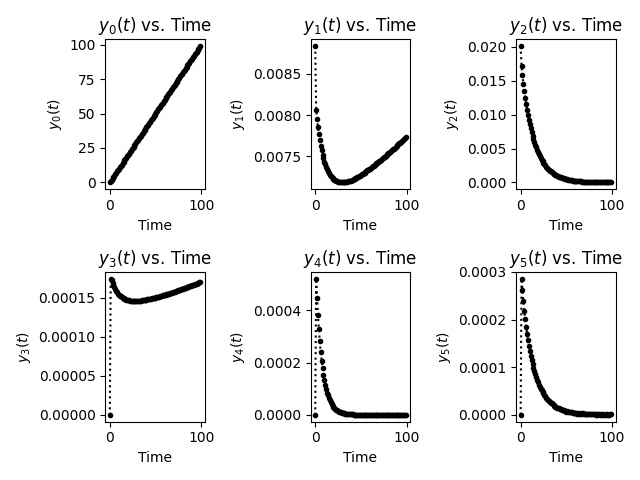 y₀(t) vs. Time
y₁(t) vs. Time
y₂(t) vs. Time
100
75
50
25
0
y₀(t)
0
100
Time
0.0085
0.0080
0.0075
y₁(t)
0
100
Time
0.020
0.015
0.010
0.005
0.000
y₂(t)
0
100
Time
y₃(t) vs. Time
y₄(t) vs. Time
y₅(t) vs. Time
0.00015
0.00010
0.00005
0.00000
y₃(t)
0
100
Time
0.0004
0.0002
0.0000
y₄(t)
0
100
Time
0.0003
0.0002
0.0001
0.0000
y₅(t)
0
100
Time